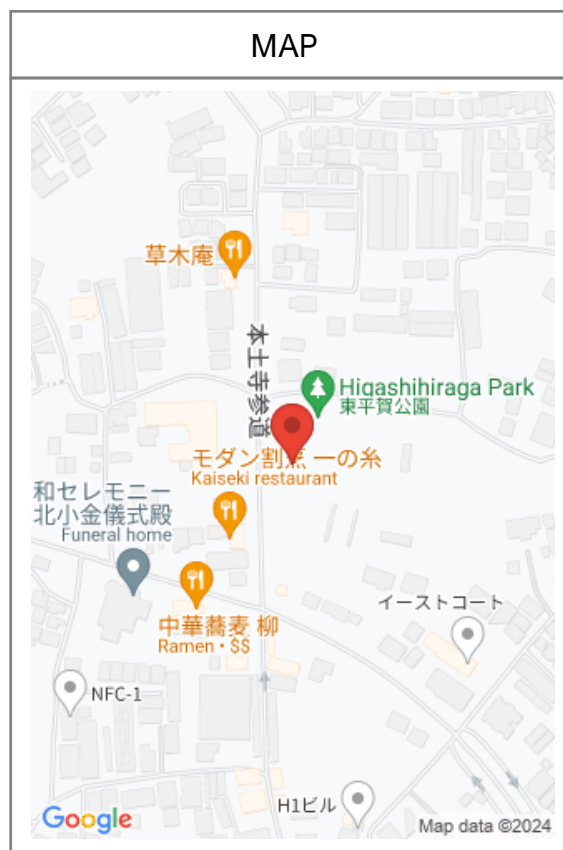 MAP
草木庵
本土寺参道
Higashihiraga Park
東平賀公園
モダン割烹 一の糸
Kaiseki restaurant
和セレモニー
北小金儀式殿
Funeral home
中華蕎麦 柳
Ramen・$$
イーストコート
NFC-1
H1ビル
Google
Map data ©2024